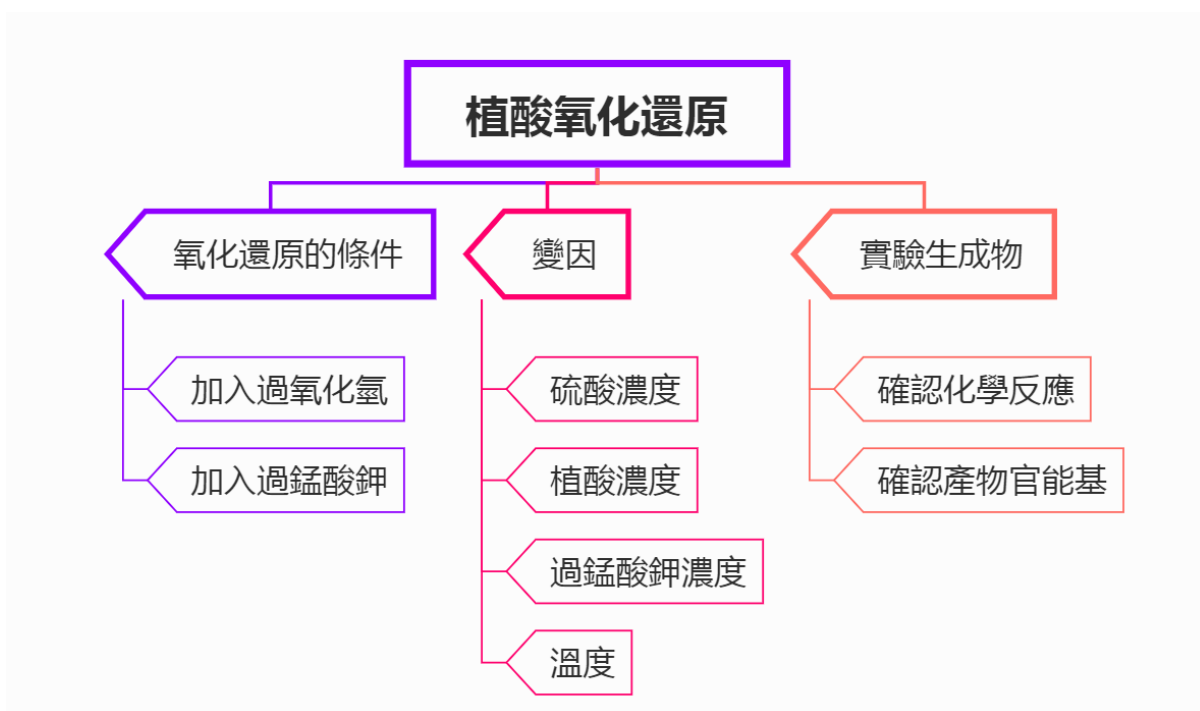 植酸氧化還原
氧化還原的條件
加入過氧化氫
加入過錳酸鉀
變因
硫酸濃度
植酸濃度
過錳酸鉀濃度
溫度
實驗生成物
確認化學反應
確認產物官能基